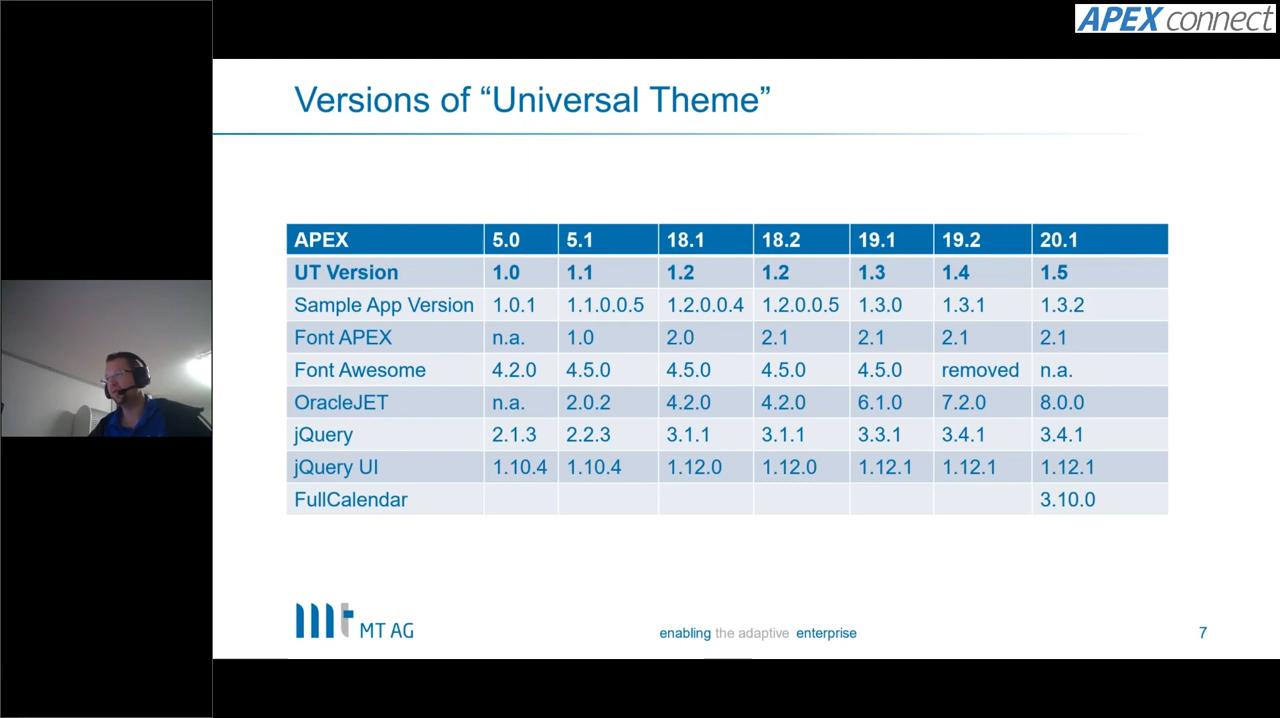 APEX connect
Versions of “Universal Theme”
APEX 5.0 5.1 18.1 18.2 19.1 19.2 20.1
UT Version 1.0 1.1 1.2 1.2 1.3 1.4 1.5
Sample App Version 1.0.1 1.1.0.0.5 1.2.0.0.4 1.2.0.0.5 1.3.0 1.3.1 1.3.2
Font APEX n.a. 1.0 2.0 2.1 2.1 2.1 2.1
Font Awesome 4.2.0 4.5.0 4.5.0 4.5.0 4.5.0 removed n.a.
OracleJET n.a. 2.0.2 4.2.0 4.2.0 6.1.0 7.2.0 8.0.0
jQuery 2.1.3 2.2.3 3.1.1 3.1.1 3.3.1 3.4.1 3.4.1
jQuery UI 1.10.4 1.10.4 1.12.0 1.12.0 1.12.1 1.12.1 1.12.1
FullCalendar 3.10.0
mt MT AG
enabling the adaptive enterprise
7